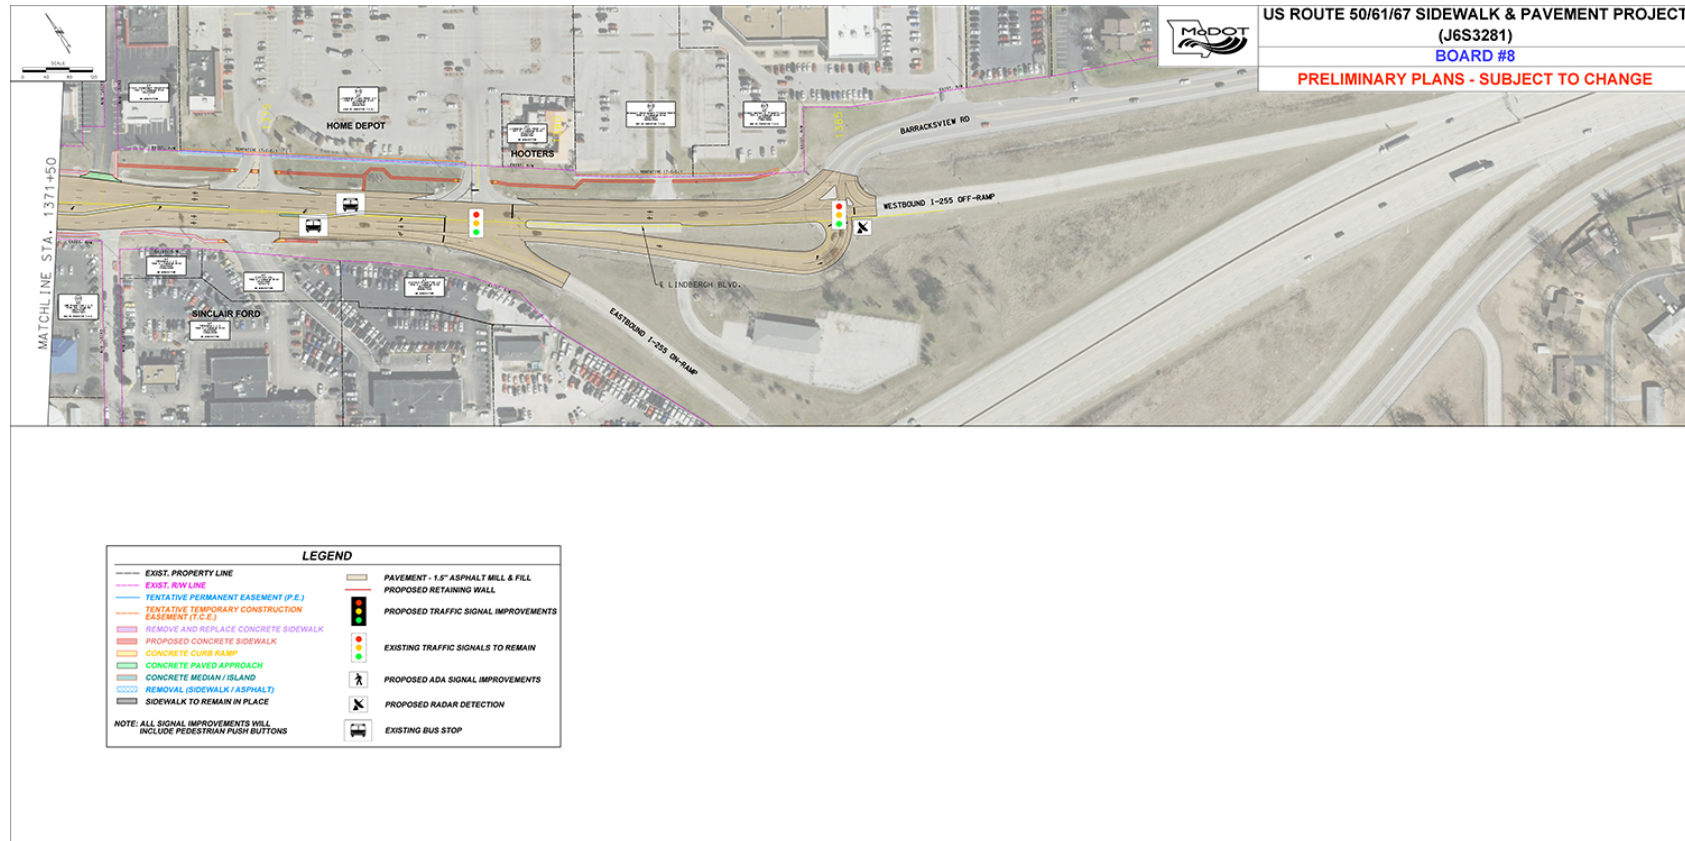 US ROUTE 50/61/67 SIDEWALK & PAVEMENT PROJECT
(J6S3281)
BOARD #8
PRELIMINARY PLANS - SUBJECT TO CHANGE
MoDOT
SCALE
0 40 80 120
MATCHLINE STA. 1371+50
HOME DEPOT
HOOTERS
1365
BARRACKSVIEW RD
WESTBOUND I-255 OFF-RAMP
LINDBERGH BLVD.
EASTBOUND I-255 ON-RAMP
SINCLAIR FORD
LEGEND
EXIST. PROPERTY LINE
EXIST. R/W LINE
TENTATIVE PERMANENT EASEMENT (P.E.)
TENTATIVE TEMPORARY CONSTRUCTION
EASEMENT (T.C.E.)
REMOVE AND REPLACE CONCRETE SIDEWALK
PROPOSED CONCRETE SIDEWALK
CONCRETE CURB RAMP
CONCRETE PAVED APPROACH
CONCRETE MEDIAN / ISLAND
REMOVAL (SIDEWALK / ASPHALT)
SIDEWALK TO REMAIN IN PLACE
NOTE: ALL SIGNAL IMPROVEMENTS WILL
INCLUDE PEDESTRIAN PUSH BUTTONS
PAVEMENT - 1.5" ASPHALT MILL & FILL
PROPOSED RETAINING WALL
PROPOSED TRAFFIC SIGNAL IMPROVEMENTS
EXISTING TRAFFIC SIGNALS TO REMAIN
PROPOSED ADA SIGNAL IMPROVEMENTS
PROPOSED RADAR DETECTION
EXISTING BUS STOP